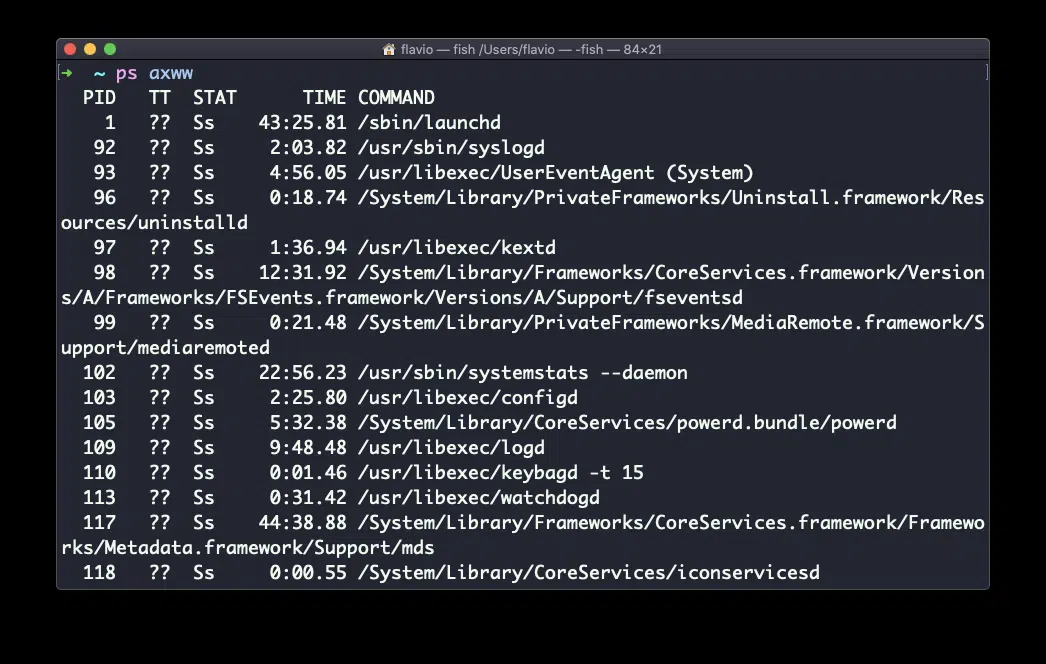 flavio — fish /Users/flavio — -fish — 84×21
➜  ~ ps axww
  PID   TT  STAT      TIME COMMAND
    1   ??  Ss    43:25.81 /sbin/launchd
   92   ??  Ss     2:03.82 /usr/sbin/syslogd
   93   ??  Ss     4:56.05 /usr/libexec/UserEventAgent (System)
   96   ??  Ss     0:18.74 /System/Library/PrivateFrameworks/Uninstall.framework/Res
ources/uninstalld
   97   ??  Ss     1:36.94 /usr/libexec/kextd
   98   ??  Ss    12:31.92 /System/Library/Frameworks/CoreServices.framework/Version
s/A/Frameworks/FSEvents.framework/Versions/A/Support/fseventsd
   99   ??  Ss     0:21.48 /System/Library/PrivateFrameworks/MediaRemote.framework/S
upport/mediaremoted
  102   ??  Ss    22:56.23 /usr/sbin/systemstats --daemon
  103   ??  Ss     2:25.80 /usr/libexec/configd
  105   ??  Ss     5:32.38 /System/Library/CoreServices/powerd.bundle/powerd
  109   ??  Ss     9:48.48 /usr/libexec/logd
  110   ??  Ss     0:01.46 /usr/libexec/keybagd -t 15
  113   ??  Ss     0:31.42 /usr/libexec/watchdogd
  117   ??  Ss    44:38.88 /System/Library/Frameworks/CoreServices.framework/Framewo
rks/Metadata.framework/Support/mds
  118   ??  Ss     0:00.55 /System/Library/CoreServices/iconservicesd